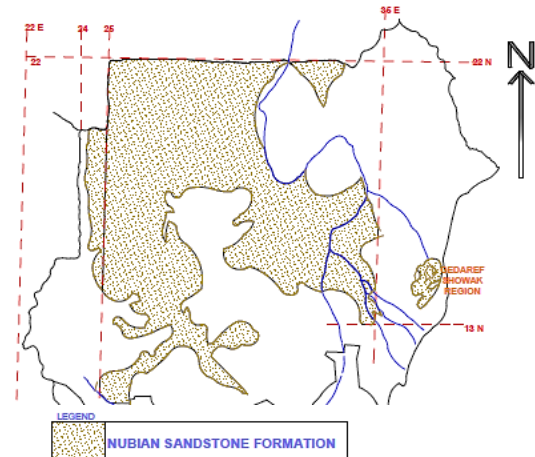 22 E
24
25
36 E
22
22 N
N
GEDAREF
SHOWAK
REGION
13 N
LEGEND
NUBIAN SANDSTONE FORMATION